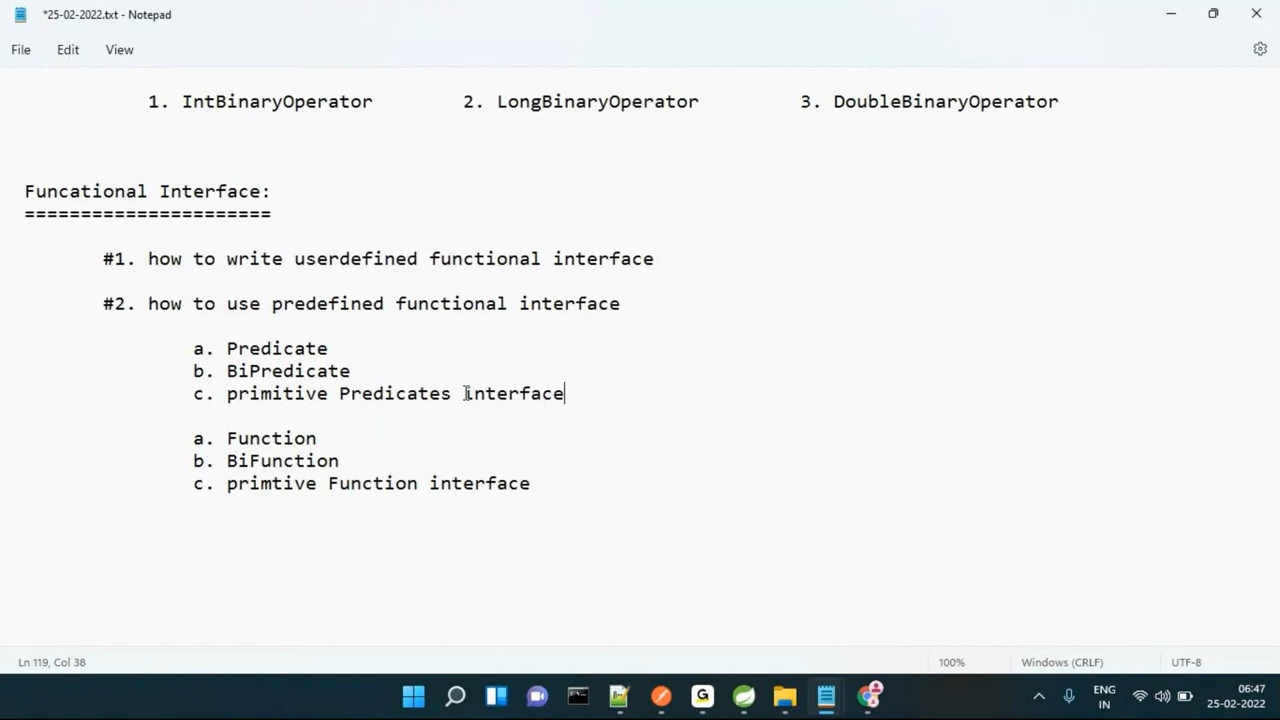 *25-02-2022.txt - Notepad
File Edit View
1. IntBinaryOperator 2. LongBinaryOperator 3. DoubleBinaryOperator
Funcational Interface:
======================
#1. how to write userdefined functional interface
#2. how to use predefined functional interface
a. Predicate
b. BiPredicate
c. primitive Predicates interface
a. Function
b. BiFunction
c. primtive Function interface
Ln 119, Col 38 100% Windows (CRLF) UTF-8
ENG 06:47
IN 25-02-2022